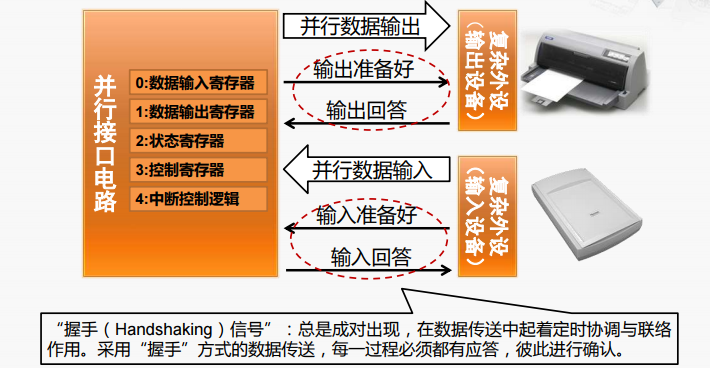 并行接口电路
0:数据输入寄存器
1:数据输出寄存器
2:状态寄存器
3:控制寄存器
4:中断控制逻辑
并行数据输出
输出准备好
输出回答
复杂外设
（输出设备）
并行数据输入
输入准备好
输入回答
复杂外设
（输入设备）
“握手（Handshaking）信号”：总是成对出现，在数据传送中起着定时协调与联络
作用。采用“握手”方式的数据传送，每一过程必须都有应答，彼此进行确认。